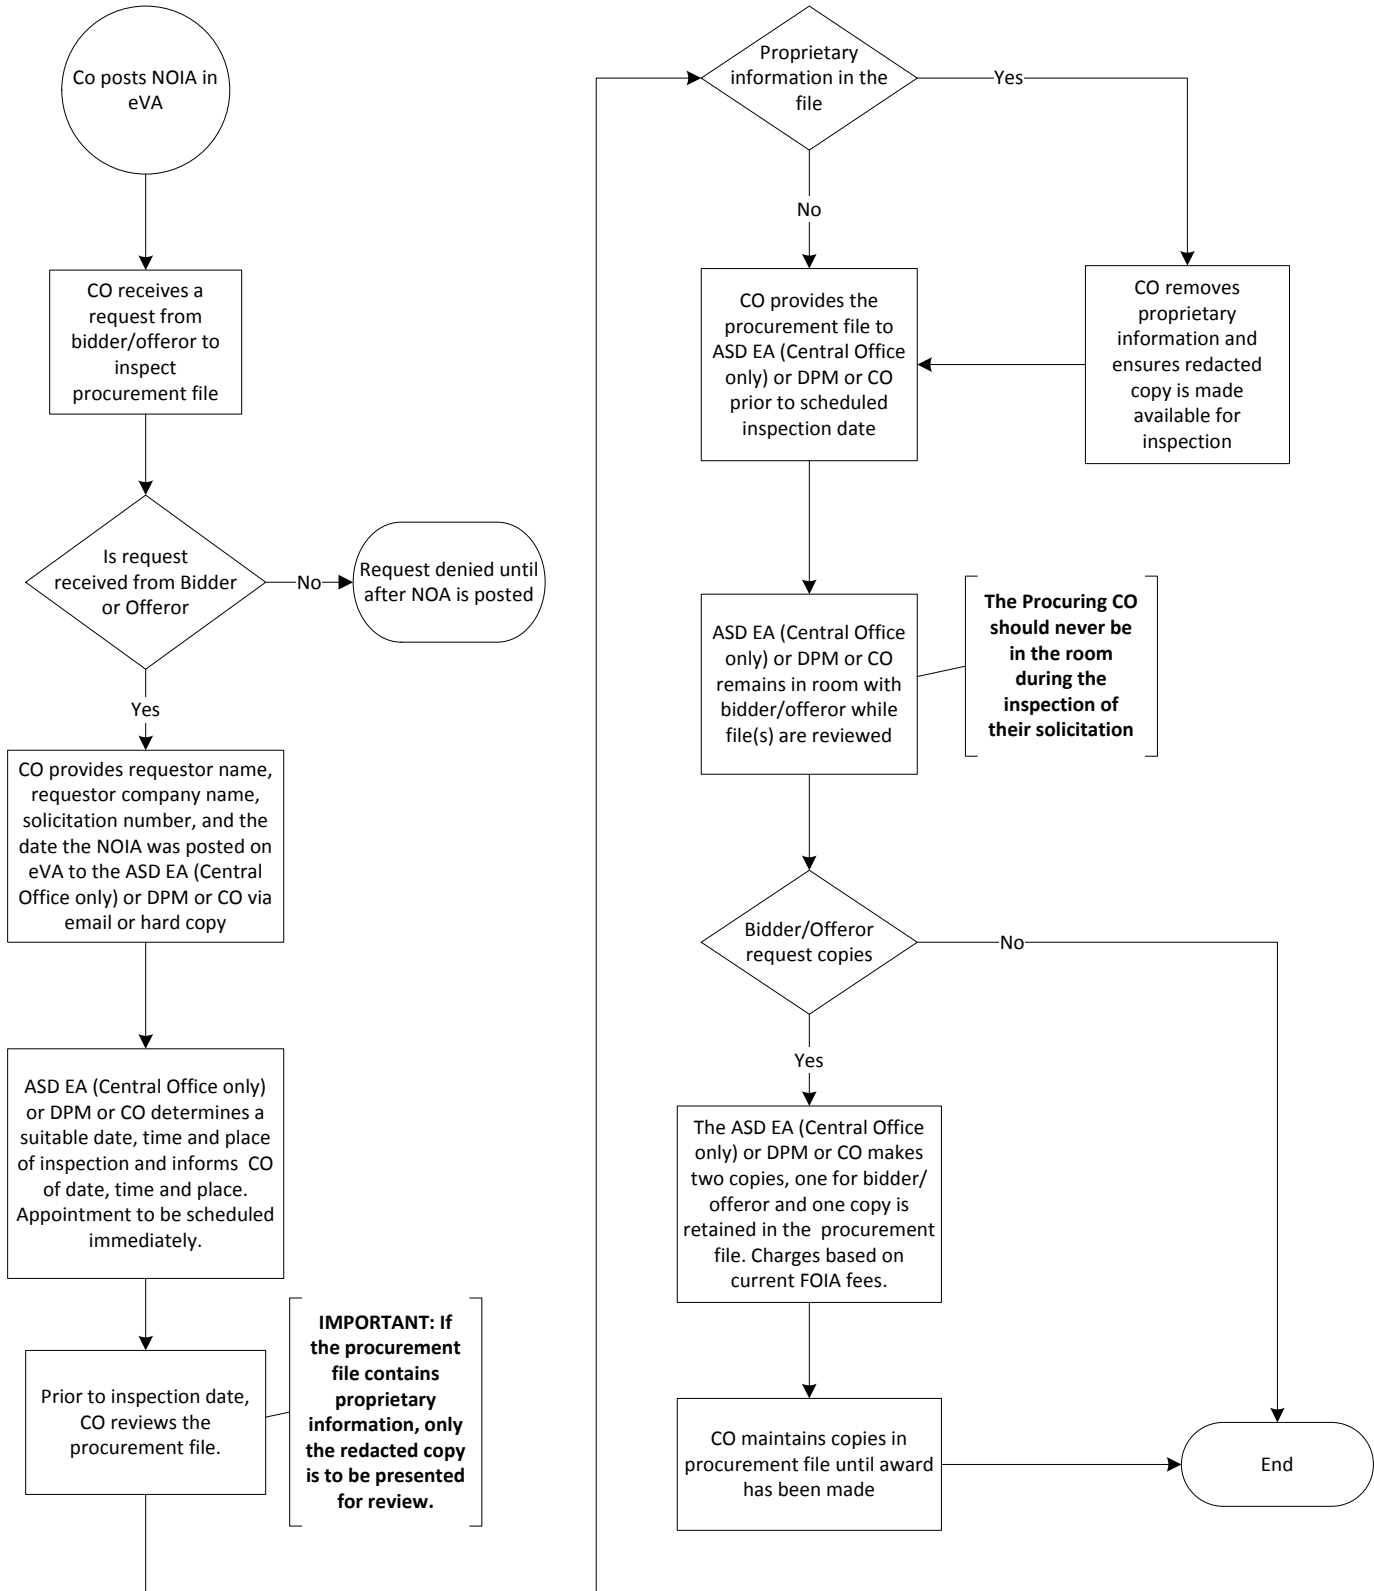 Co posts NOIA in
eVA
CO receives a
request from
bidder/offeror to
inspect
procurement file
Is request
received from Bidder
or Offeror
No
Request denied until
after NOA is posted
Yes
CO provides requestor name,
requestor company name,
solicitation number, and the
date the NOIA was posted on
eVA to the ASD EA (Central
Office only) or DPM or CO via
email or hard copy
ASD EA (Central Office only)
or DPM or CO determines a
suitable date, time and place
of inspection and informs  CO
of date, time and place.
Appointment to be scheduled
immediately.
Prior to inspection date,
CO reviews the
procurement file.
IMPORTANT: If
the procurement
file contains
proprietary
information, only
the redacted copy
is to be presented
for review.
Proprietary
information in the
file
Yes
No
CO provides the
procurement file to
ASD EA (Central Office
only) or DPM or CO
prior to scheduled
inspection date
CO removes
proprietary
information and
ensures redacted
copy is made
available for
inspection
ASD EA (Central Office
only) or DPM or CO
remains in room with
bidder/offeror while
file(s) are reviewed
The Procuring CO
should never be
in the room
during the
inspection of
their solicitation
Bidder/Offeror
request copies
No
Yes
The ASD EA (Central Office
only) or DPM or CO makes
two copies, one for bidder/
offeror and one copy is
retained in the  procurement
file. Charges based on
current FOIA fees.
CO maintains copies in
procurement file until award
has been made
End